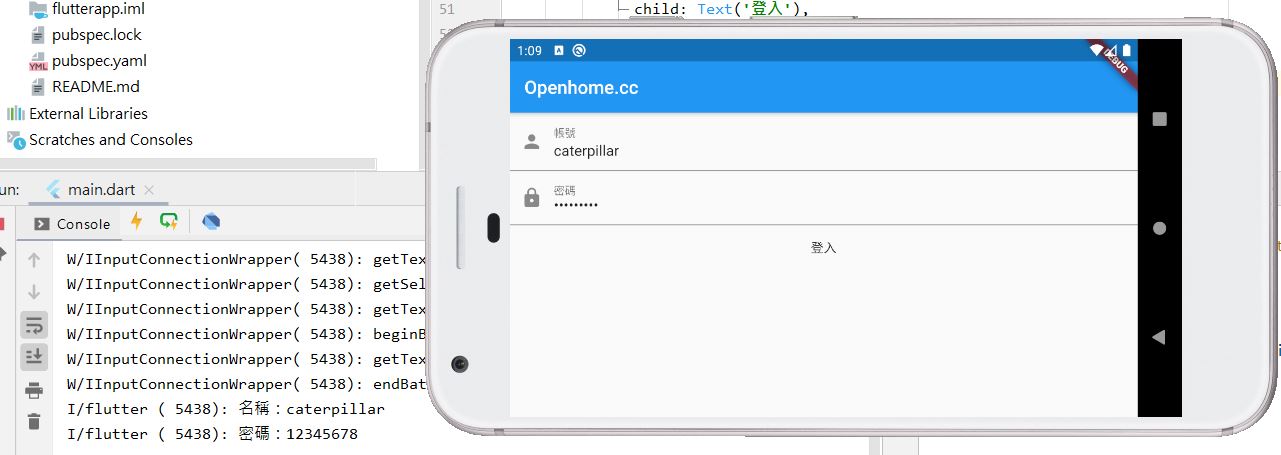 flutterapp.iml
pubspec.lock
YML pubspec.yaml
README.md
External Libraries
Scratches and Consoles
51
child: Text('登入'),
1:09
DEBUG
Openhome.cc
帳號
caterpillar
密碼
•••••••••
登入
un:
main.dart
Console
W/IInputConnectionWrapper( 5438): getTex
W/IInputConnectionWrapper( 5438): getSel
W/IInputConnectionWrapper( 5438): getTex
W/IInputConnectionWrapper( 5438): beginB
W/IInputConnectionWrapper( 5438): getTex
W/IInputConnectionWrapper( 5438): endBat
I/flutter ( 5438): 名稱：caterpillar
I/flutter ( 5438): 密碼：12345678